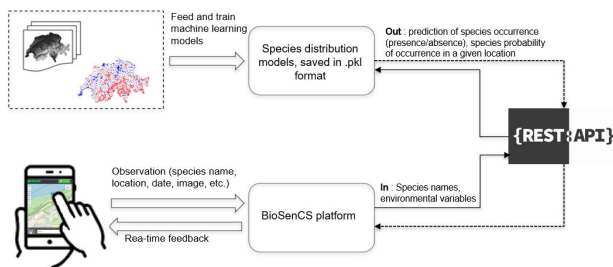 Feed and train
machine learning
models
Species distribution
models, saved in .pkl
format
Out : prediction of species occurrence
(presence/absence), species probability
of occurrence in a given location
{REST:API}
Observation (species name,
location, date, image, etc.)
BioSenCS platform
In : Species names,
environmental variables
Rea-time feedback